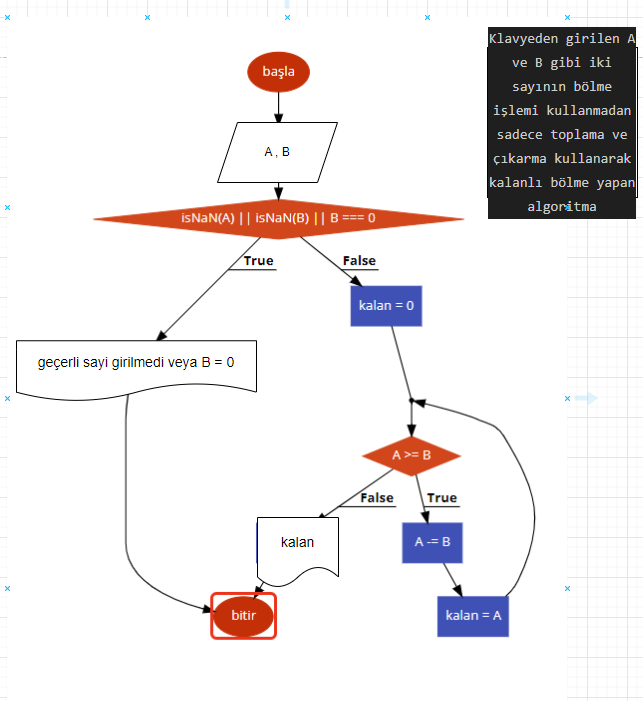 Klavyeden girilen A
ve B gibi iki
sayının bölme
işlemi kullanmadan
sadece toplama ve
çıkarma kullanarak
kalanlı bölme yapan
algoritma
başla
A , B
isNaN(A) || isNaN(B) || B === 0
True
False
kalan = 0
geçerli sayi girilmedi veya B = 0
A >= B
False
True
kalan
A -= B
bitir
kalan = A